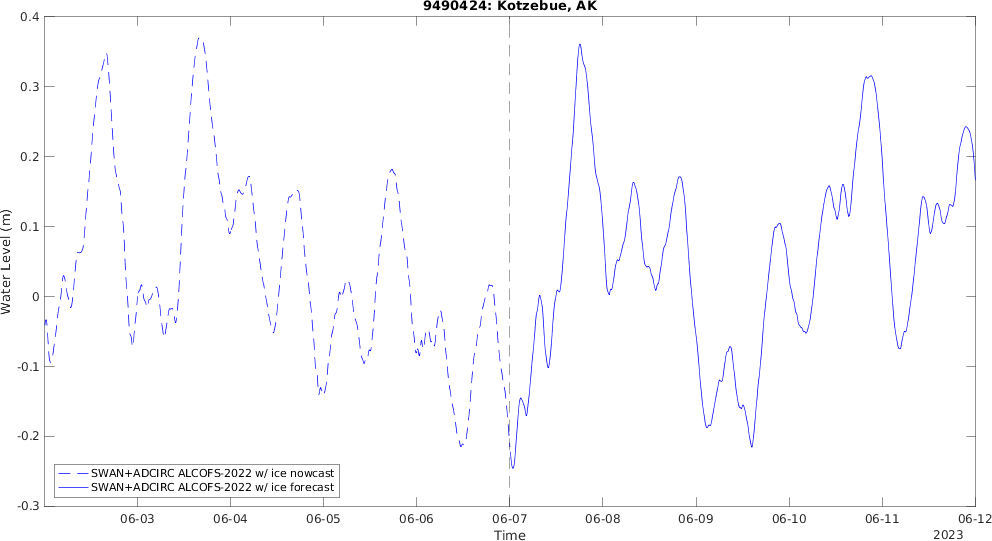 9490424: Kotzebue, AK
0.4
0.3
0.2
0.1
0
-0.1
-0.2
-0.3
Water Level (m)
SWAN+ADCIRC ALCOFS-2022 w/ ice nowcast
SWAN+ADCIRC ALCOFS-2022 w/ ice forecast
06-03 06-04 06-05 06-06 06-07 06-08 06-09 06-10 06-11 06-12
Time
2023